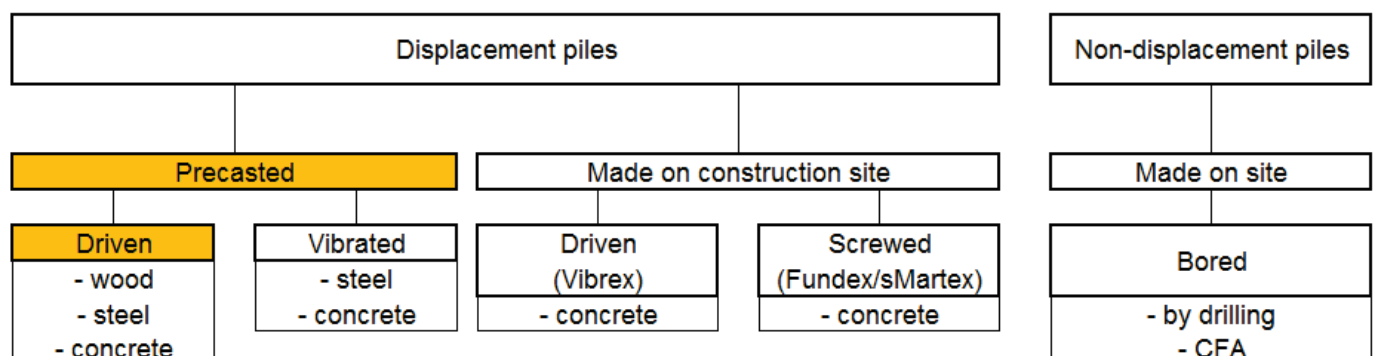 Displacement piles
Non-displacement piles
Precasted
Made on construction site
Made on site
Driven
- wood
- steel
- concrete
Vibrated
- steel
- concrete
Driven
(Vibrex)
- concrete
Screwed
(Fundex/sMartex)
- concrete
Bored
- by drilling
- CFA